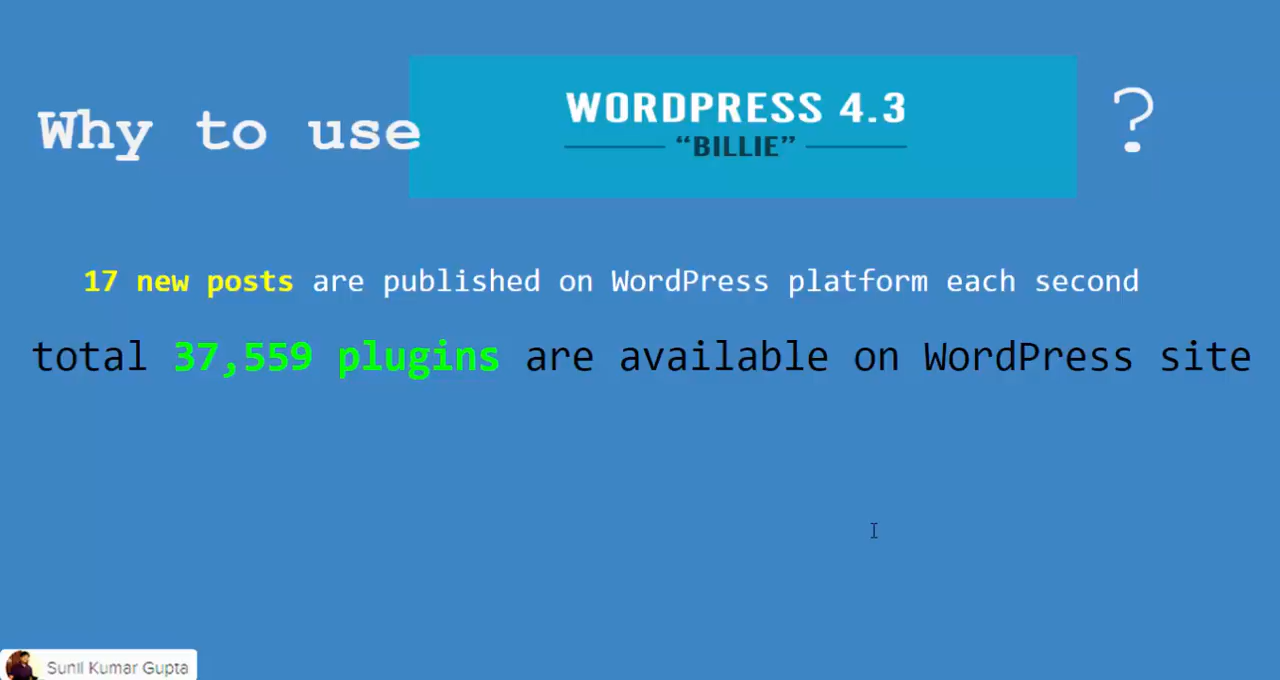 Why to use WORDPRESS 4.3 ?
“BILLIE”
17 new posts are published on WordPress platform each second
total 37,559 plugins are available on WordPress site
Sunil Kumar Gupta